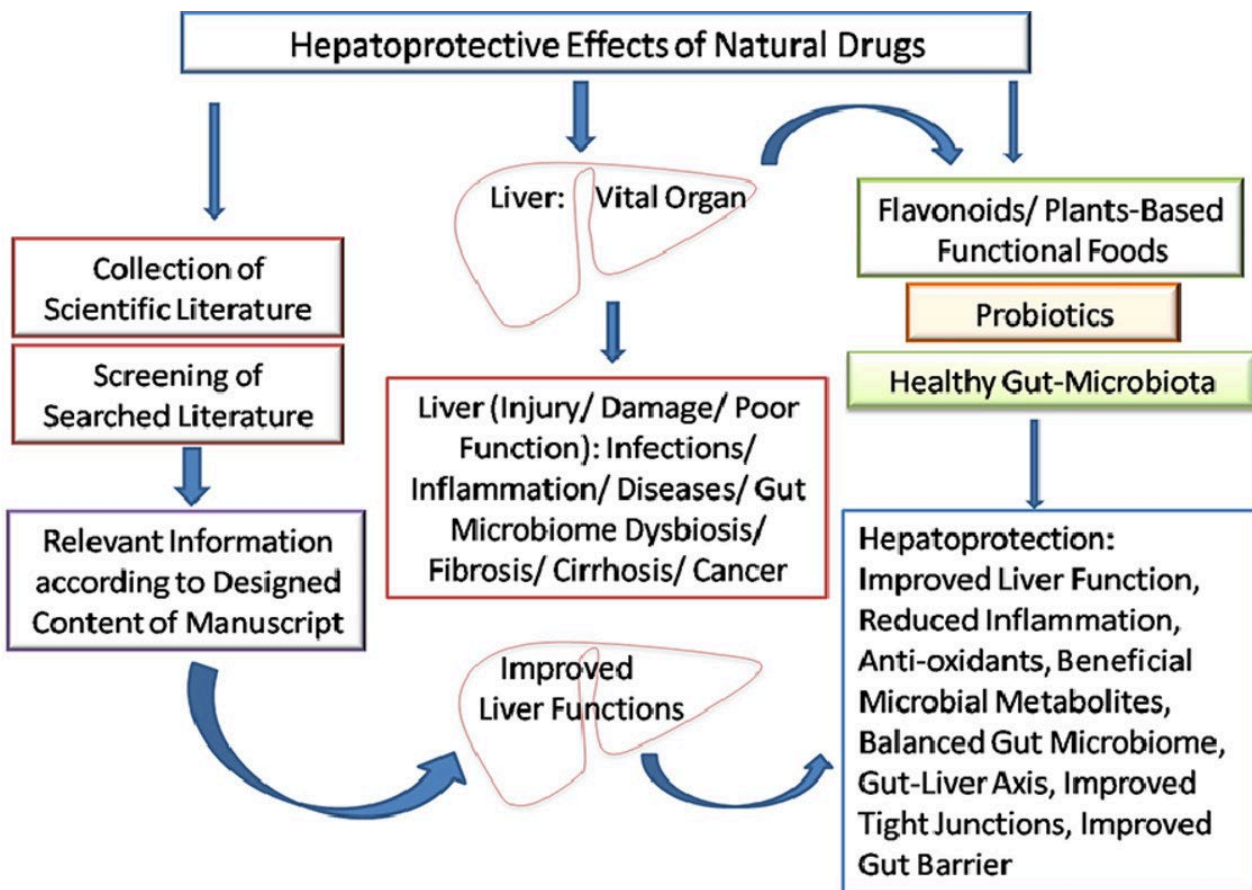 Hepatoprotective Effects of Natural Drugs
Collection of
Scientific Literature
Screening of
Searched Literature
Relevant Information
according to Designed
Content of Manuscript
Liver: Vital Organ
Liver (Injury/ Damage/ Poor
Function): Infections/
Inflammation/ Diseases/ Gut
Microbiome Dysbiosis/
Fibrosis/ Cirrhosis/ Cancer
Improved
Liver Functions
Flavonoids/ Plants-Based
Functional Foods
Probiotics
Healthy Gut-Microbiota
Hepatoprotection:
Improved Liver Function,
Reduced Inflammation,
Anti-oxidants, Beneficial
Microbial Metabolites,
Balanced Gut Microbiome,
Gut-Liver Axis, Improved
Tight Junctions, Improved
Gut Barrier